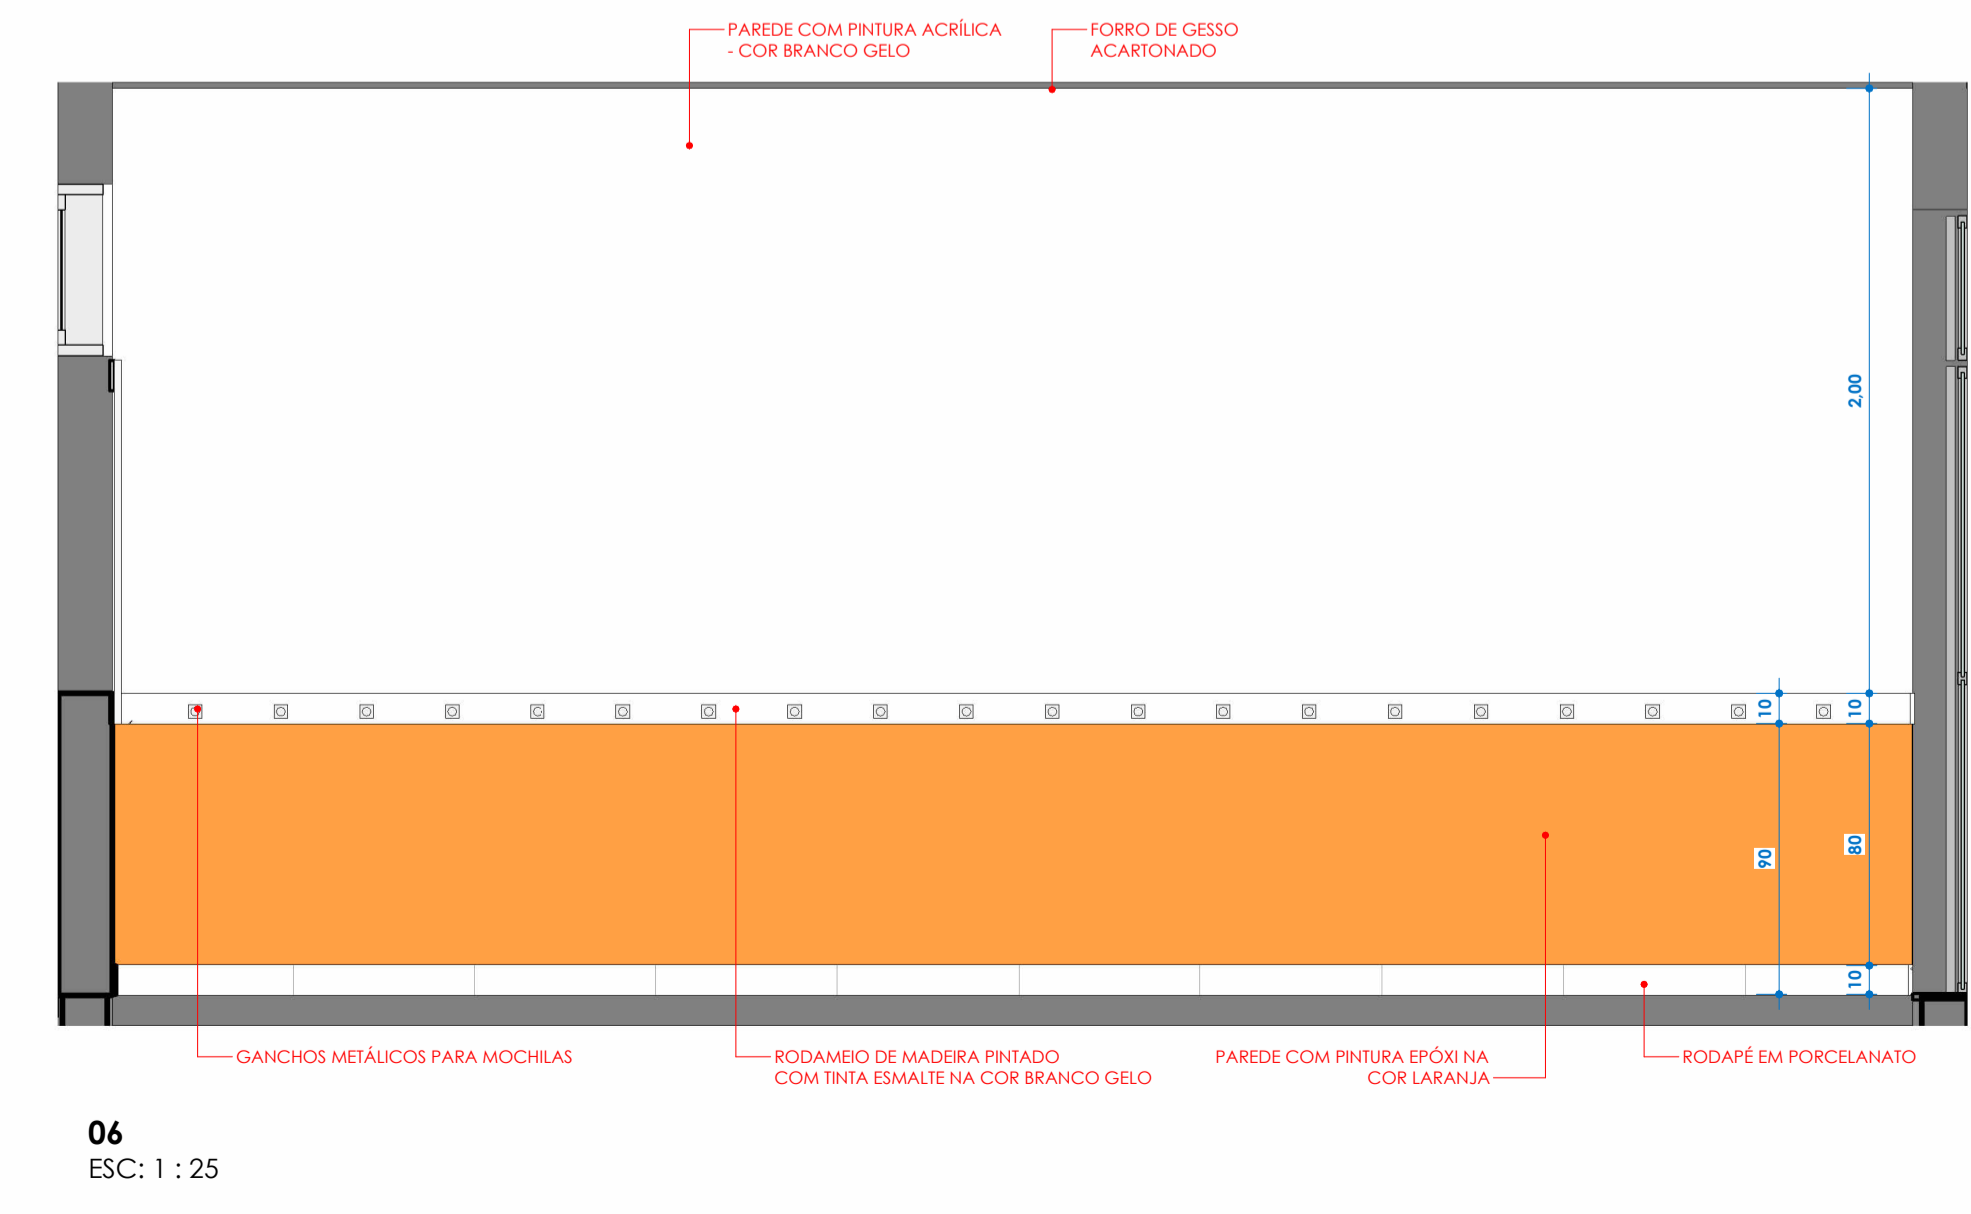 PAREDE COM PINTURA ACRÍLICA
- COR BRANCO GELO
FORRO DE GESSO
ACARTONADO
2,00
10
10
90
80
10
GANCHOS METÁLICOS PARA MOCHILAS
RODAMEIO DE MADEIRA PINTADO
COM TINTA ESMALTE NA COR BRANCO GELO
PAREDE COM PINTURA EPÓXI NA
COR LARANJA
RODAPÉ EM PORCELANATO
06
ESC: 1 : 25